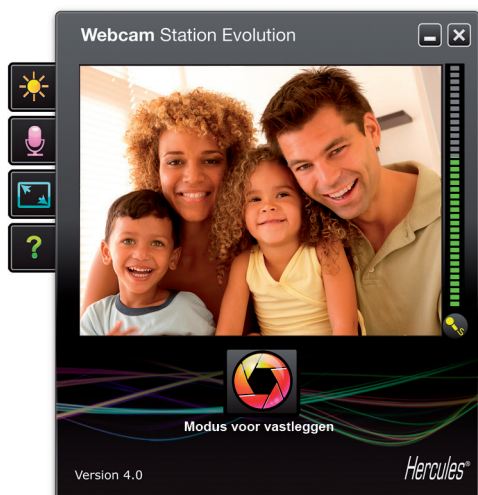 Webcam Station Evolution
?
Modus voor vastleggen
Version 4.0
Hercules®